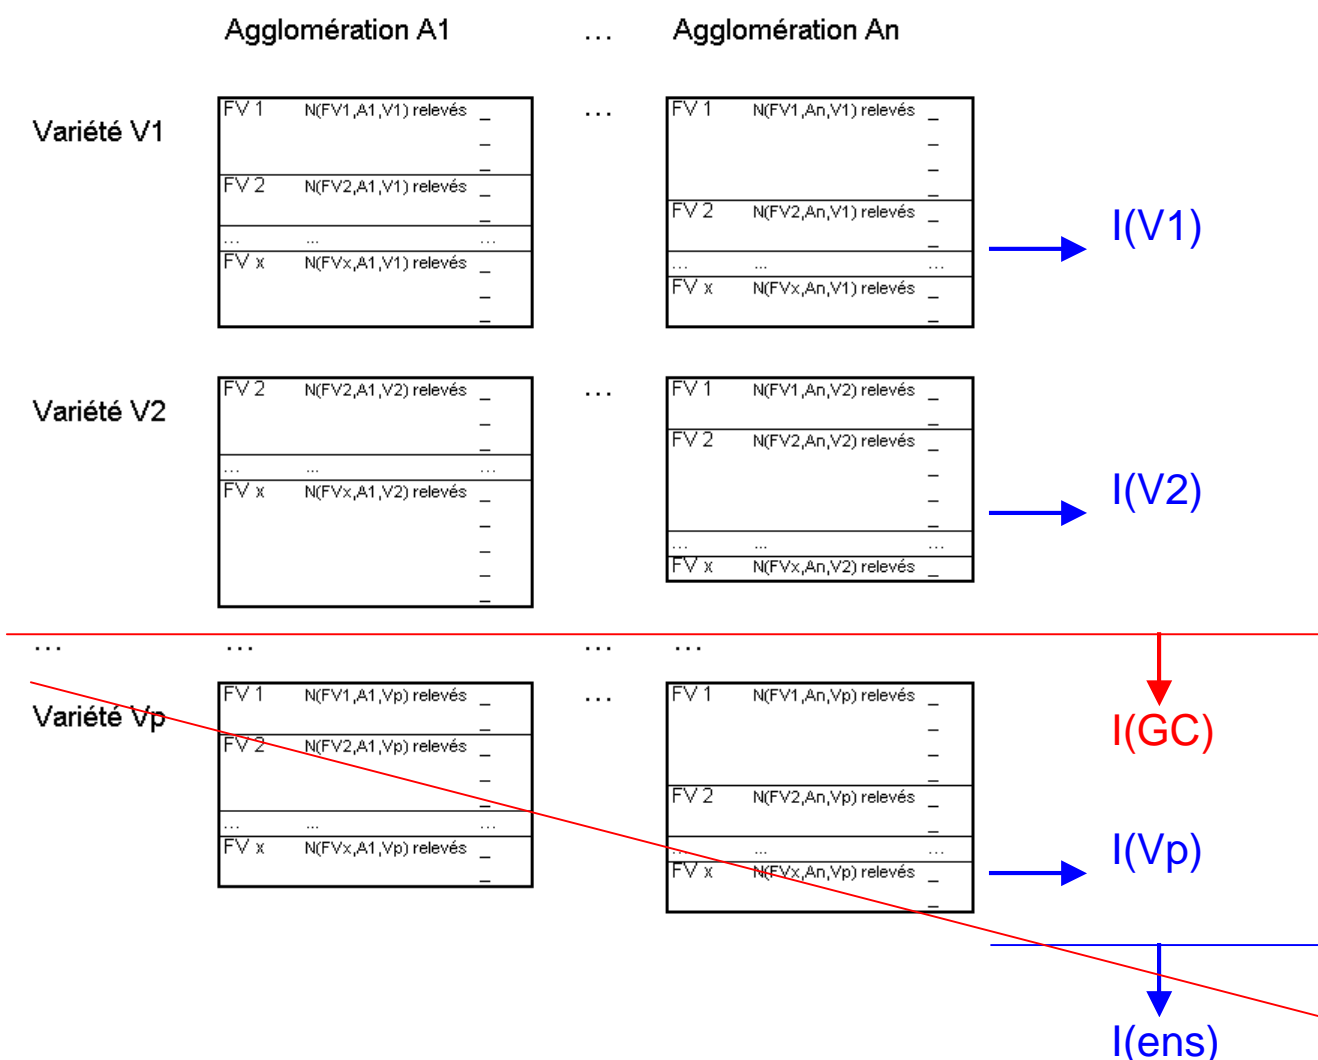 Agglomération A1 ... Agglomération An
Variété V1
FV 1 N(FV1,A1,V1) relevés _
_
_
FV 2 N(FV2,A1,V1) relevés _
_
... ... ...
FV x N(FVx,A1,V1) relevés _
_
_
...
FV 1 N(FV1,An,V1) relevés _
_
_
_
FV 2 N(FV2,An,V1) relevés _
_
... ... ...
FV x N(FVx,An,V1) relevés _
_
I(V1)
Variété V2
FV 2 N(FV2,A1,V2) relevés _
_
_
... ... ...
FV x N(FVx,A1,V2) relevés _
_
_
_
_
...
FV 1 N(FV1,An,V2) relevés _
_
FV 2 N(FV2,An,V2) relevés _
_
_
_
... ... ...
FV x N(FVx,An,V2) relevés _
I(V2)
... ... ... ...
I(GC)
Variété Vp
FV 1 N(FV1,A1,Vp) relevés _
_
FV 2 N(FV2,A1,Vp) relevés _
_
_
... ... ...
FV x N(FVx,A1,Vp) relevés _
_
...
FV 1 N(FV1,An,Vp) relevés _
_
_
_
FV 2 N(FV2,An,Vp) relevés _
_
... ... ...
FV x N(FVx,An,Vp) relevés _
_
I(Vp)
I(ens)